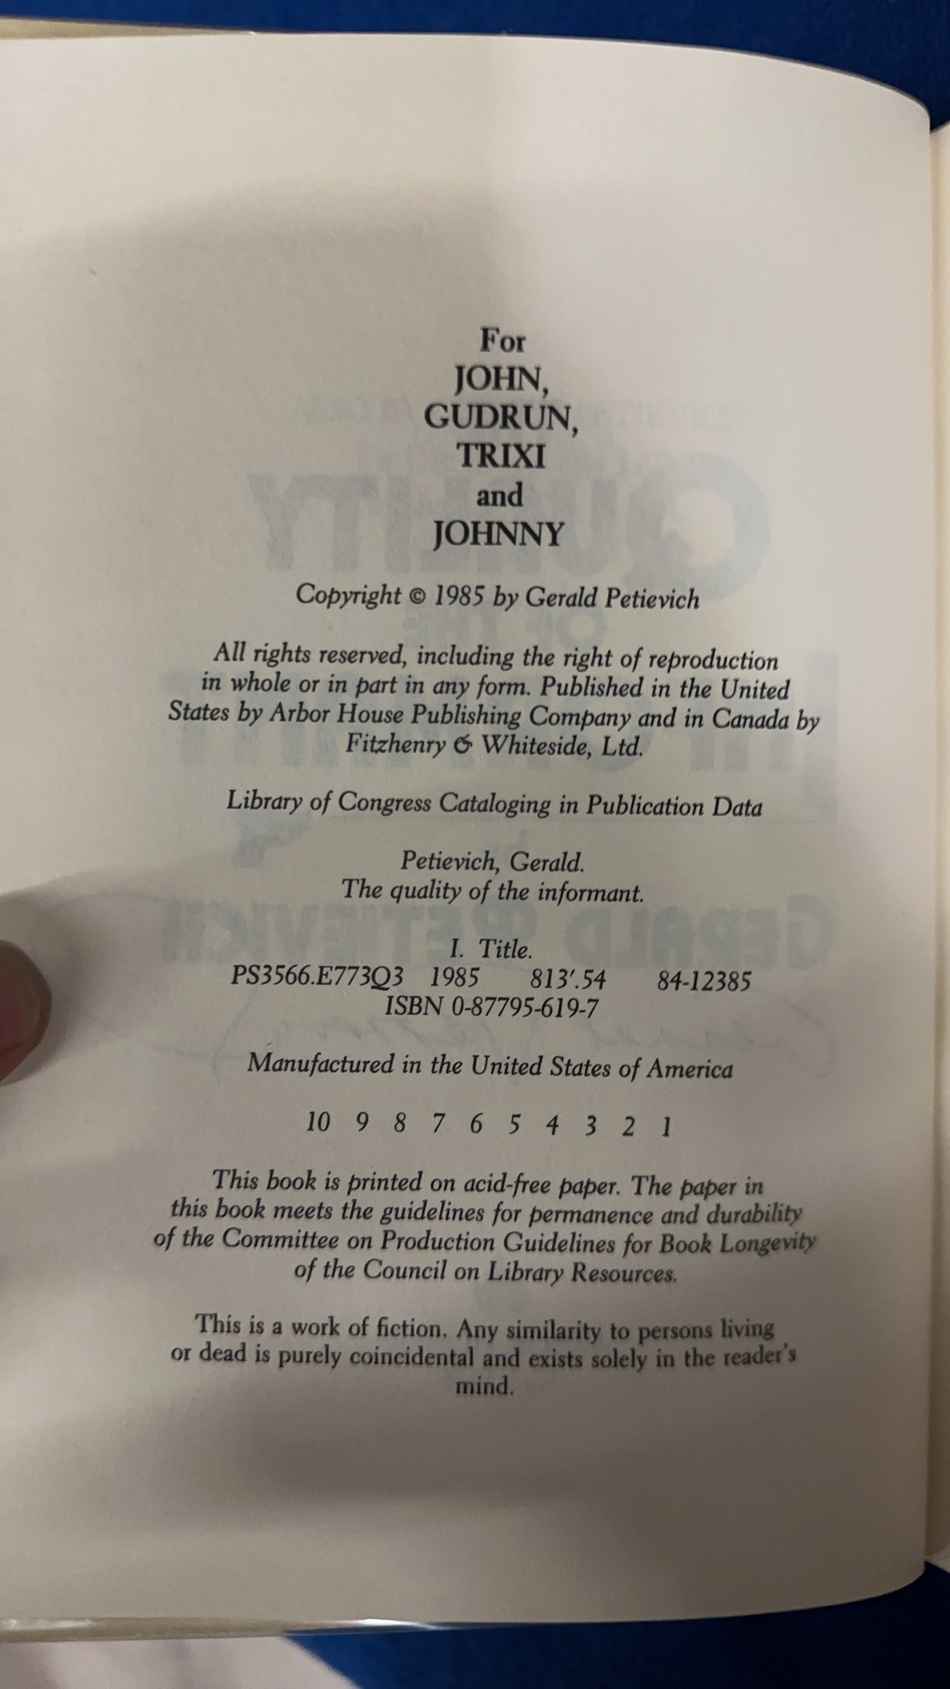 For
JOHN,
GUDRUN,
TRIXI
and
JOHNNY
Copyright © 1985 by Gerald Petievich
All rights reserved, including the right of reproduction
in whole or in part in any form. Published in the United
States by Arbor House Publishing Company and in Canada by
Fitzhenry & Whiteside, Ltd.
Library of Congress Cataloging in Publication Data
Petievich, Gerald.
The quality of the informant.
I. Title.
PS3566.E773Q3 1985 813'.54 84-12385
ISBN 0-87795-619-7
Manufactured in the United States of America
10 9 8 7 6 5 4 3 2 1
This book is printed on acid-free paper. The paper in
this book meets the guidelines for permanence and durability
of the Committee on Production Guidelines for Book Longevity
of the Council on Library Resources.
This is a work of fiction. Any similarity to persons living
or dead is purely coincidental and exists solely in the reader's
mind.